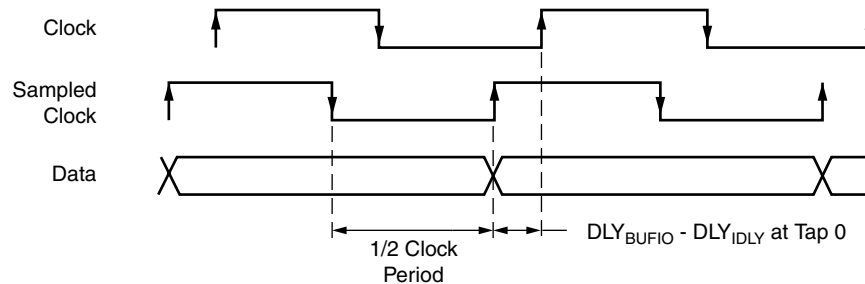 Clock
Sampled
Clock
Data
DLY_BUFIO - DLY_IDLY at Tap 0
1/2 Clock
Period